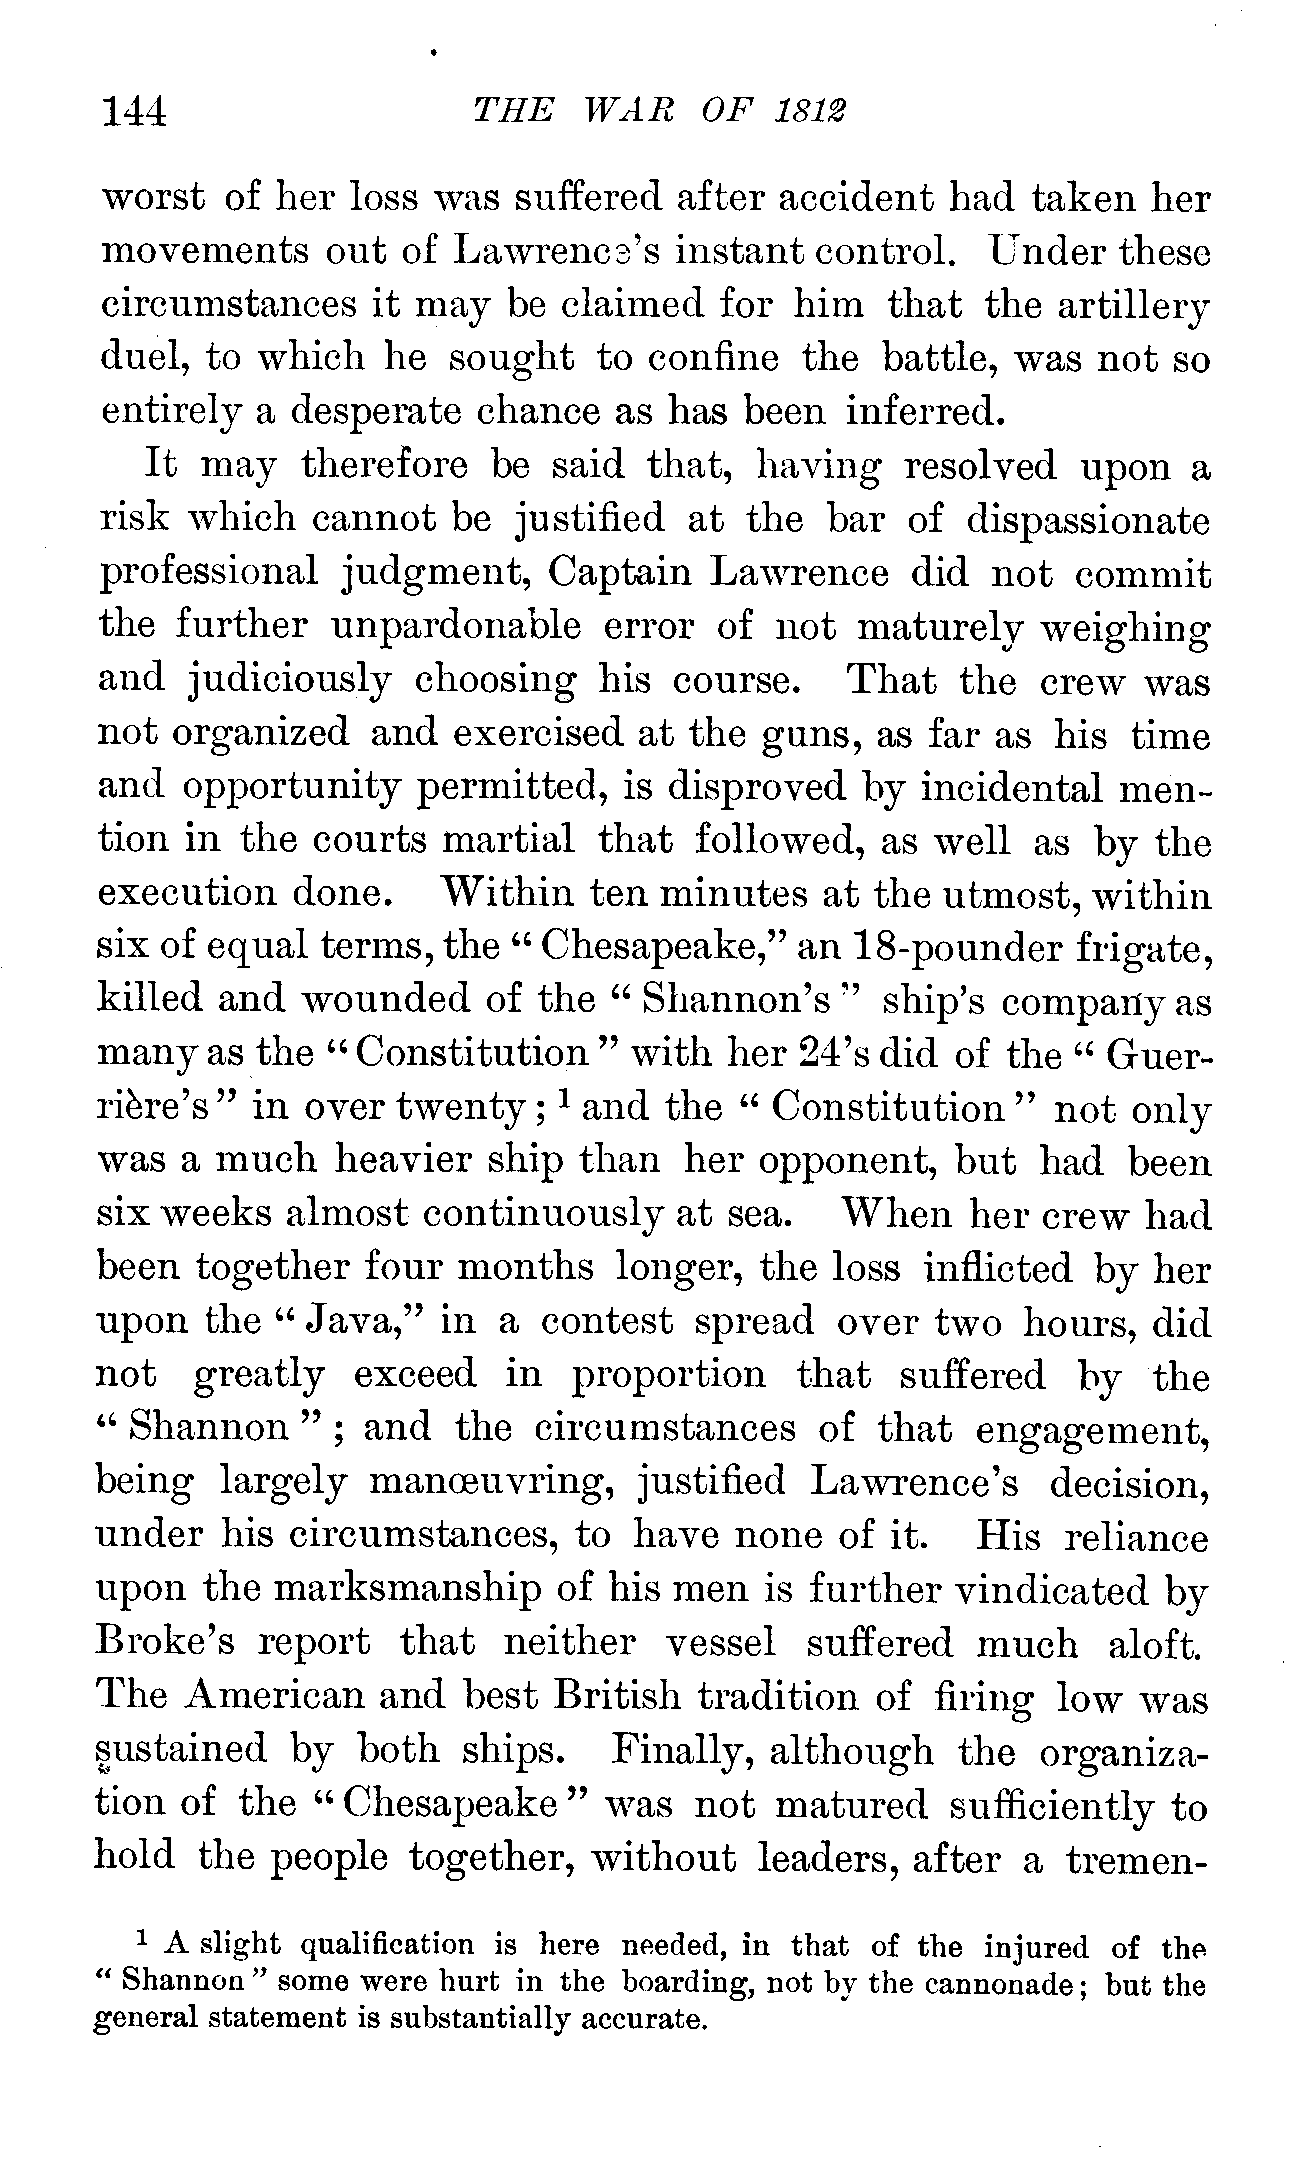 144 THE WAR OF 1812
worst of her loss was suffered after accident had taken her
movements out of Lawrence's instant control. Under these
circumstances it may be claimed for him that the artillery
duel, to which he sought to confine the battle, was not so
entirely a desperate chance as has been inferred.
It may therefore be said that, having resolved upon a
risk which cannot be justified at the bar of dispassionate
professional judgment, Captain Lawrence did not commit
the further unpardonable error of not maturely weighing
and judiciously choosing his course. That the crew was
not organized and exercised at the guns, as far as his time
and opportunity permitted, is disproved by incidental men-
tion in the courts martial that followed, as well as by the
execution done. Within ten minutes at the utmost, within
six of equal terms, the “Chesapeake,” an 18-pounder frigate,
killed and wounded of the “Shannon's” ship's company as
many as the “Constitution” with her 24's did of the “Guer-
rière's” in over twenty;¹ and the “Constitution” not only
was a much heavier ship than her opponent, but had been
six weeks almost continuously at sea. When her crew had
been together four months longer, the loss inflicted by her
upon the “Java,” in a contest spread over two hours, did
not greatly exceed in proportion that suffered by the
“Shannon”; and the circumstances of that engagement,
being largely manœuvring, justified Lawrence's decision,
under his circumstances, to have none of it. His reliance
upon the marksmanship of his men is further vindicated by
Broke's report that neither vessel suffered much aloft.
The American and best British tradition of firing low was
sustained by both ships. Finally, although the organiza-
tion of the “Chesapeake” was not matured sufficiently to
hold the people together, without leaders, after a tremen-
¹ A slight qualification is here needed, in that of the injured of the
“Shannon” some were hurt in the boarding, not by the cannonade; but the
general statement is substantially accurate.